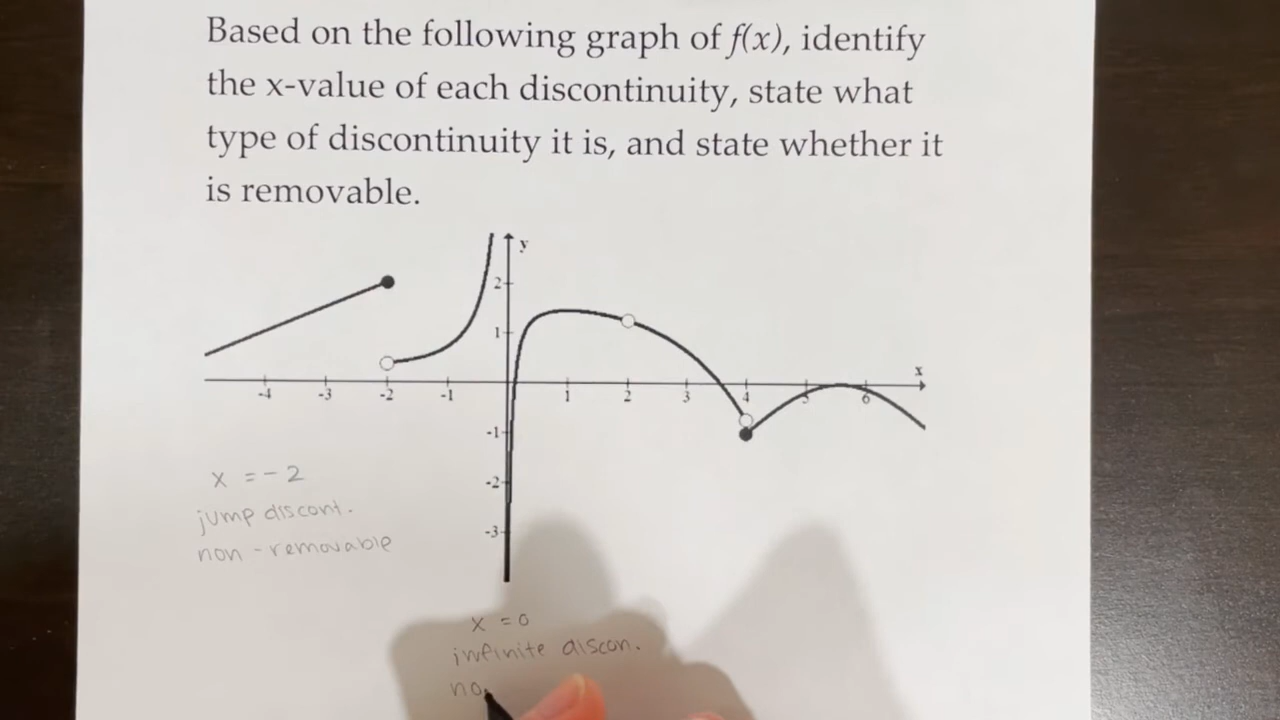 Based on the following graph of f(x), identify
the x-value of each discontinuity, state what
type of discontinuity it is, and state whether it
is removable.
y
2
1
x
-4 -3 -2 -1 1 2 3 4 5 6
-1
-2
-3
x = -2
jump discont.
non-removable
x = 0
infinite discon.
no